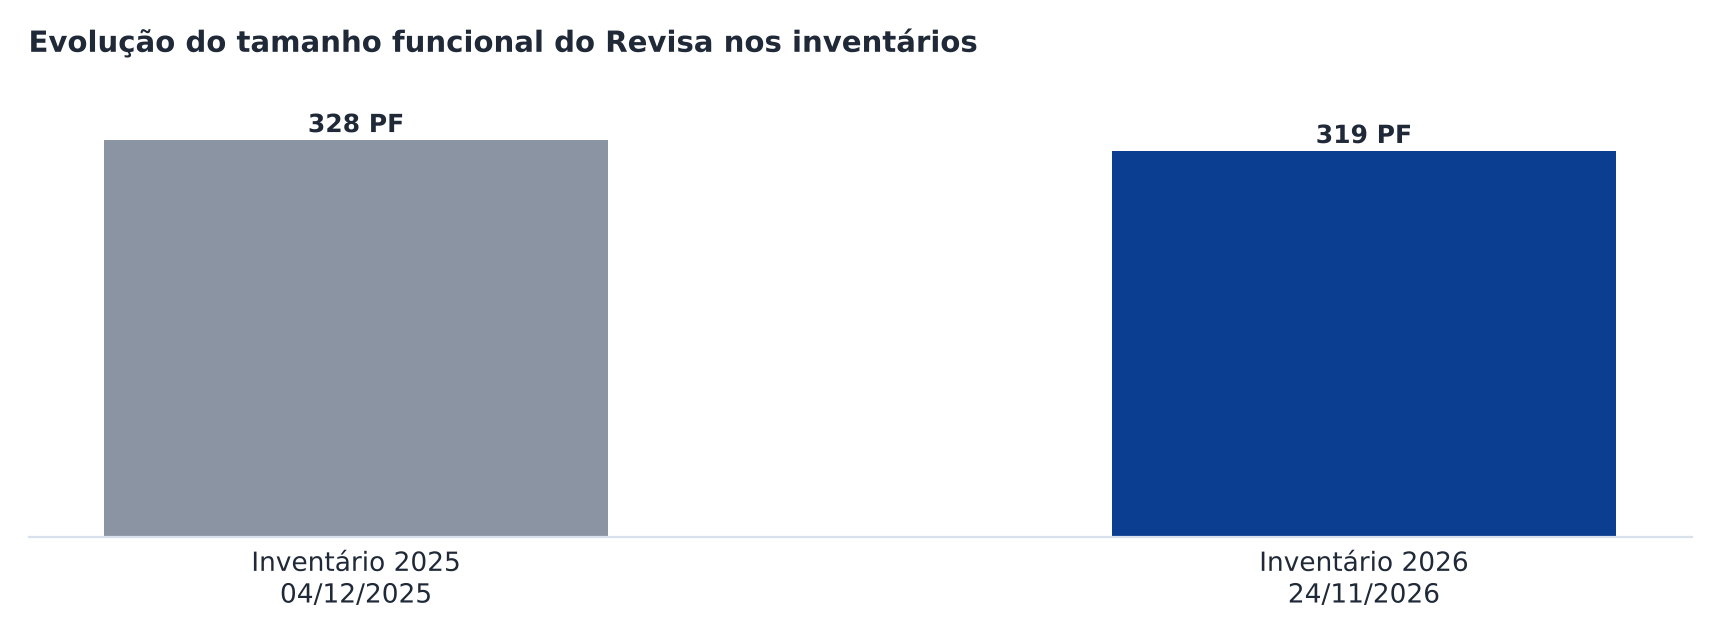 Evolução do tamanho funcional do Revisa nos inventários
328 PF
319 PF
Inventário 2025
04/12/2025
Inventário 2026
24/11/2026